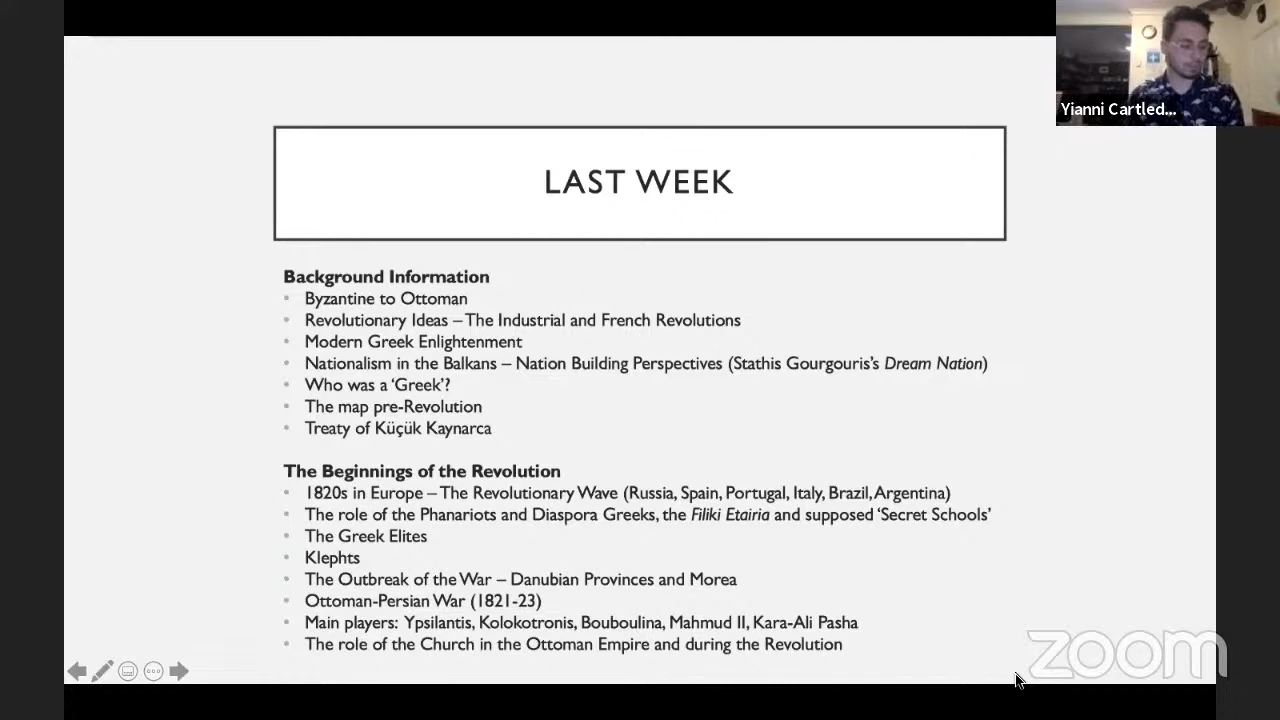 Yianni Cartled...
LAST WEEK
Background Information
• Byzantine to Ottoman
• Revolutionary Ideas – The Industrial and French Revolutions
• Modern Greek Enlightenment
• Nationalism in the Balkans – Nation Building Perspectives (Stathis Gourgouris's Dream Nation)
• Who was a 'Greek'?
• The map pre-Revolution
• Treaty of Küçük Kaynarca
The Beginnings of the Revolution
• 1820s in Europe – The Revolutionary Wave (Russia, Spain, Portugal, Italy, Brazil, Argentina)
• The role of the Phanariots and Diaspora Greeks, the Filiki Etairia and supposed 'Secret Schools'
• The Greek Elites
• Klephts
• The Outbreak of the War – Danubian Provinces and Morea
• Ottoman-Persian War (1821-23)
• Main players: Ypsilantis, Kolokotronis, Bouboulina, Mahmud II, Kara-Ali Pasha
• The role of the Church in the Ottoman Empire and during the Revolution
zoom